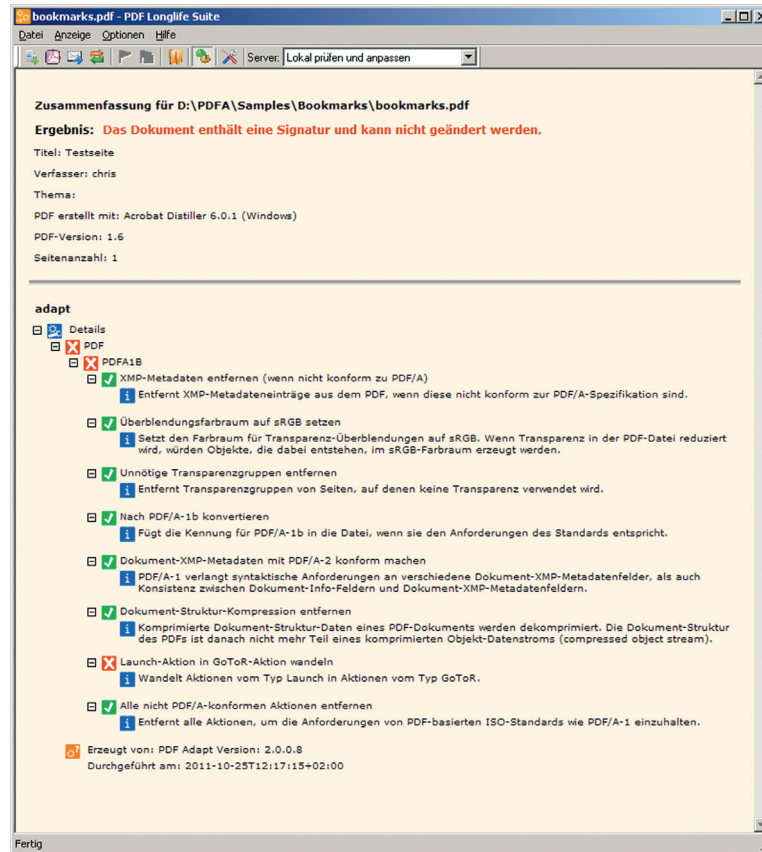 bookmarks.pdf - PDF Longlife Suite
Datei Anzeige Optionen Hilfe
Server: Lokal prüfen und anpassen
Zusammenfassung für D:\PDFA\Samples\Bookmarks\bookmarks.pdf
Ergebnis: Das Dokument enthält eine Signatur und kann nicht geändert werden.
Titel: Testseite
Verfasser: chris
Thema:
PDF erstellt mit: Acrobat Distiller 6.0.1 (Windows)
PDF-Version: 1.6
Seitenanzahl: 1
adapt
Details
PDF
PDFA1B
XMP-Metadaten entfernen (wenn nicht konform zu PDF/A)
Entfernt XMP-Metadateneinträge aus dem PDF, wenn diese nicht konform zur PDF/A-Spezifikation sind.
Überblendungsfarbraum auf sRGB setzen
Setzt den Farbraum für Transparenz-Überblendungen auf sRGB. Wenn Transparenz in der PDF-Datei reduziert
wird, würden Objekte, die dabei entstehen, im sRGB-Farbraum erzeugt werden.
Unnötige Transparenzgruppen entfernen
Entfernt Transparenzgruppen von Seiten, auf denen keine Transparenz verwendet wird.
Nach PDF/A-1b konvertieren
Fügt die Kennung für PDF/A-1b in die Datei, wenn sie den Anforderungen des Standards entspricht.
Dokument-XMP-Metadaten mit PDF/A-2 konform machen
PDF/A-1 verlangt syntaktische Anforderungen an verschiedene Dokument-XMP-Metadatenfelder, als auch
Konsistenz zwischen Dokument-Info-Feldern und Dokument-XMP-Metadatenfeldern.
Dokument-Struktur-Kompression entfernen
Komprimierte Dokument-Struktur-Daten eines PDF-Dokuments werden dekomprimiert. Die Dokument-Struktur
des PDFs ist danach nicht mehr Teil eines komprimierten Objekt-Datenstroms (compressed object stream).
Launch-Aktion in GoToR-Aktion wandeln
Wandelt Aktionen vom Typ Launch in Aktionen vom Typ GoToR.
Alle nicht PDF/A-konformen Aktionen entfernen
Entfernt alle Aktionen, um die Anforderungen von PDF-basierten ISO-Standards wie PDF/A-1 einzuhalten.
Erzeugt von: PDF Adapt Version: 2.0.0.8
Durchgeführt am: 2011-10-25T12:17:15+02:00
Fertig